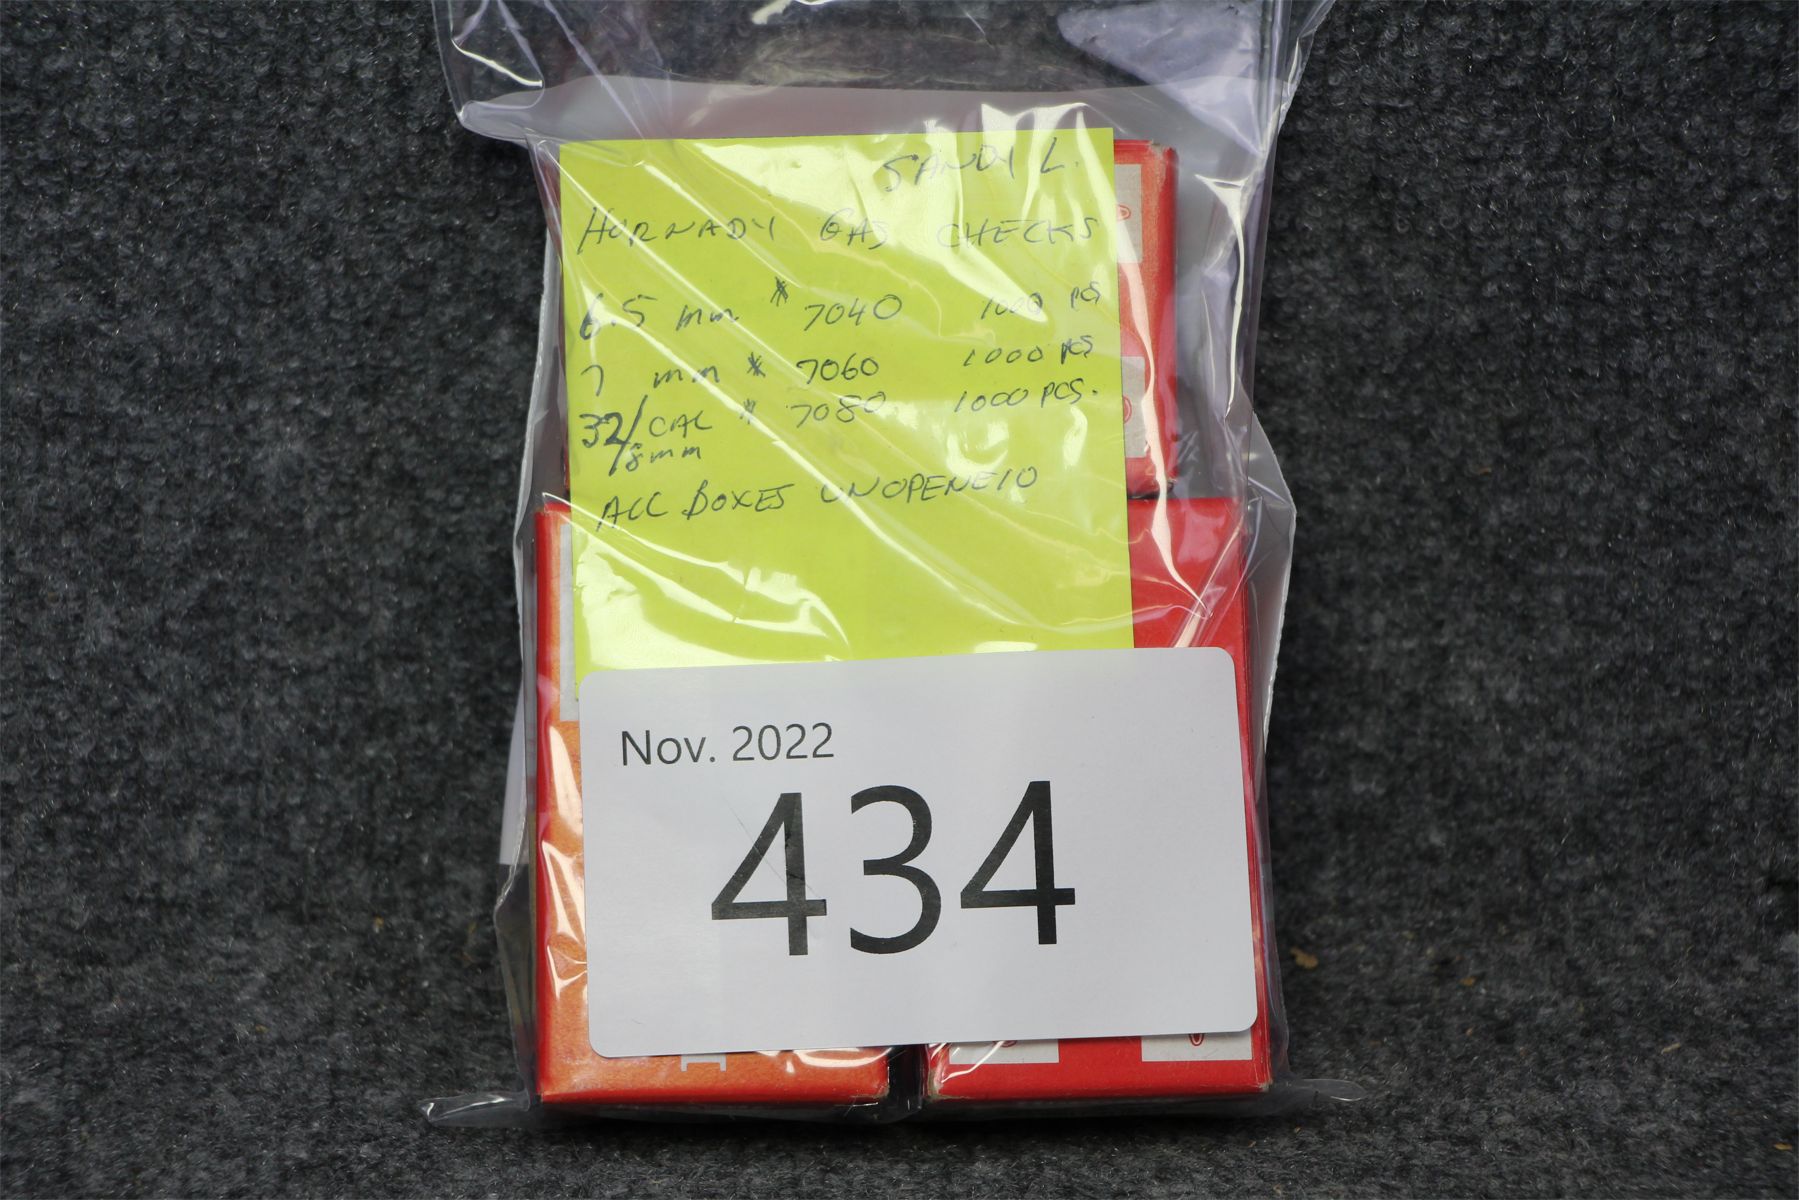 SANDY L.
HORNADY GAS CHECKS
6.5 mm * 7040 1000 PCS
7 mm * 7060 1000 PCS
32/CAL * 7080 1000 PCS.
8mm
ALL BOXES UNOPENED
Nov. 2022
434